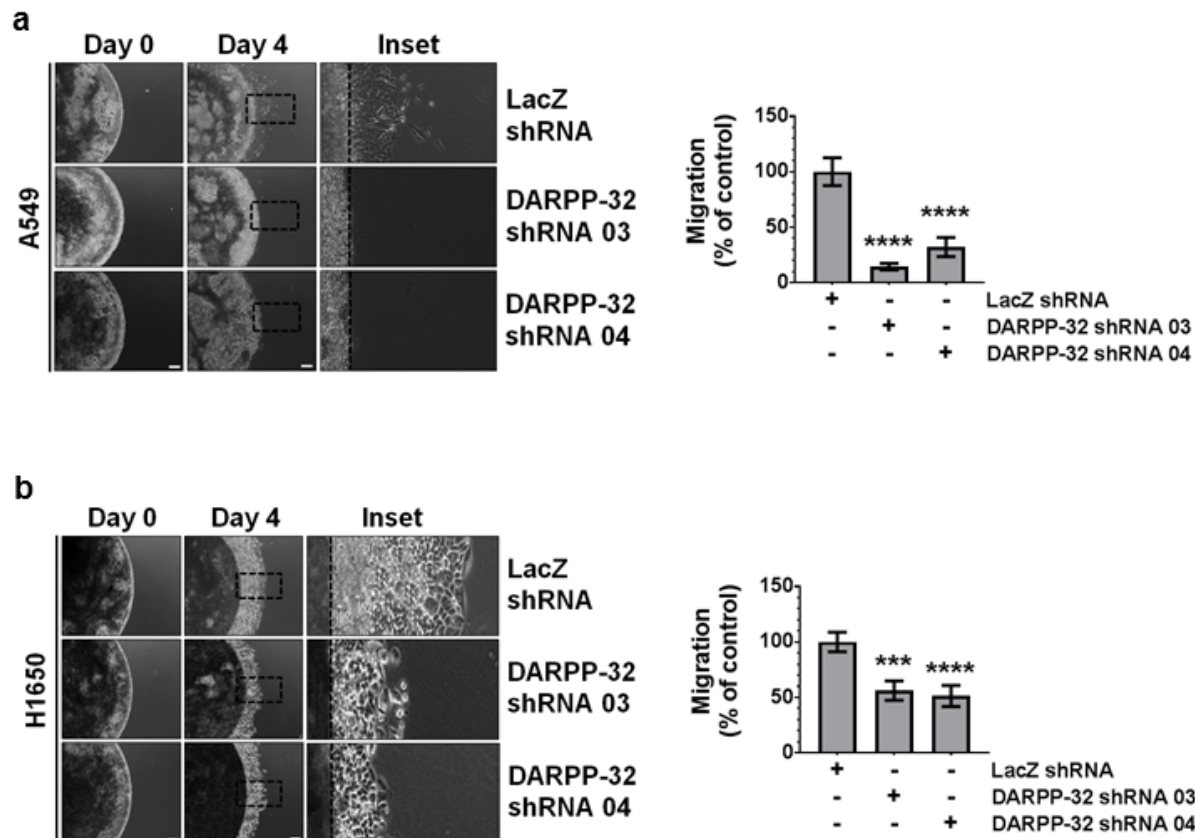 a
Day 0 Day 4 Inset
A549
LacZ
shRNA
DARPP-32
shRNA 03
DARPP-32
shRNA 04
Migration
(% of control)
150
100
50
0
****
****
+ - - LacZ shRNA
- + - DARPP-32 shRNA 03
- - + DARPP-32 shRNA 04
b
Day 0 Day 4 Inset
H1650
LacZ
shRNA
DARPP-32
shRNA 03
DARPP-32
shRNA 04
Migration
(% of control)
150
100
50
0
***
****
+ - - LacZ shRNA
- + - DARPP-32 shRNA 03
- - + DARPP-32 shRNA 04